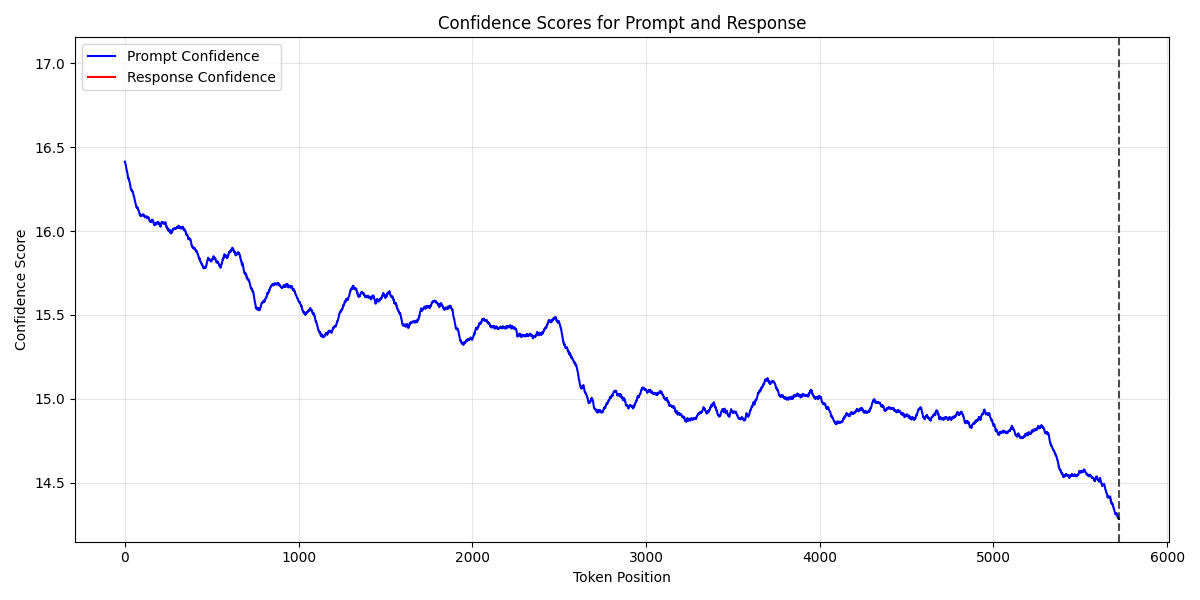 Confidence Scores for Prompt and Response
Prompt Confidence
Response Confidence
17.0
16.5
16.0
15.5
15.0
14.5
Confidence Score
0 1000 2000 3000 4000 5000 6000
Token Position